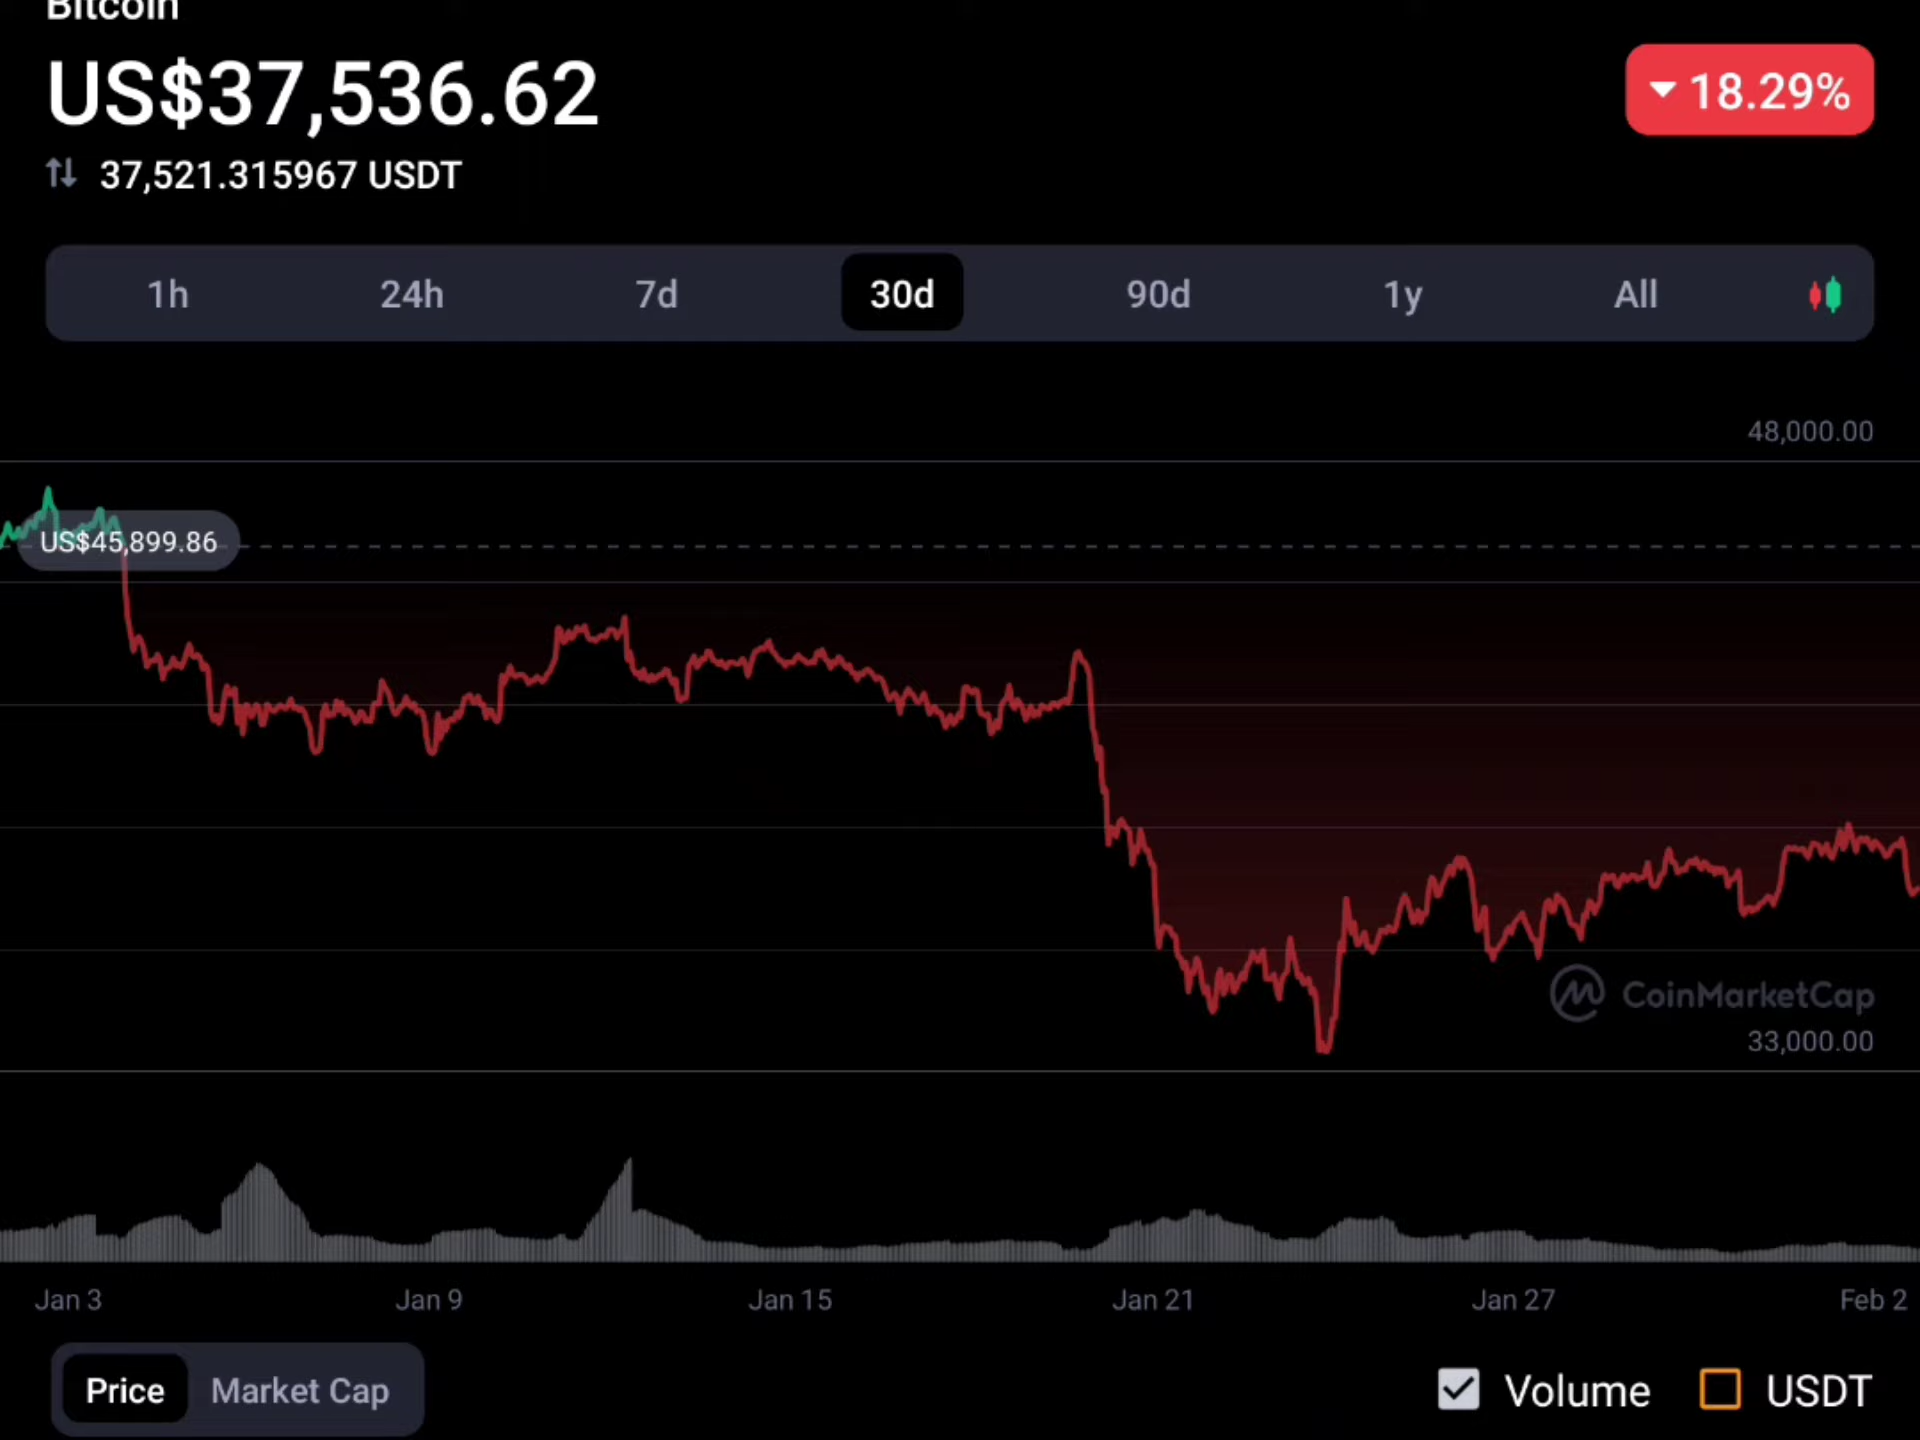 Bitcoin
US$37,536.62
18.29%
37,521.315967 USDT
1h 24h 7d 30d 90d 1y All
48,000.00
US$45,899.86
CoinMarketCap
33,000.00
Jan 3 Jan 9 Jan 15 Jan 21 Jan 27 Feb 2
Price Market Cap Volume USDT